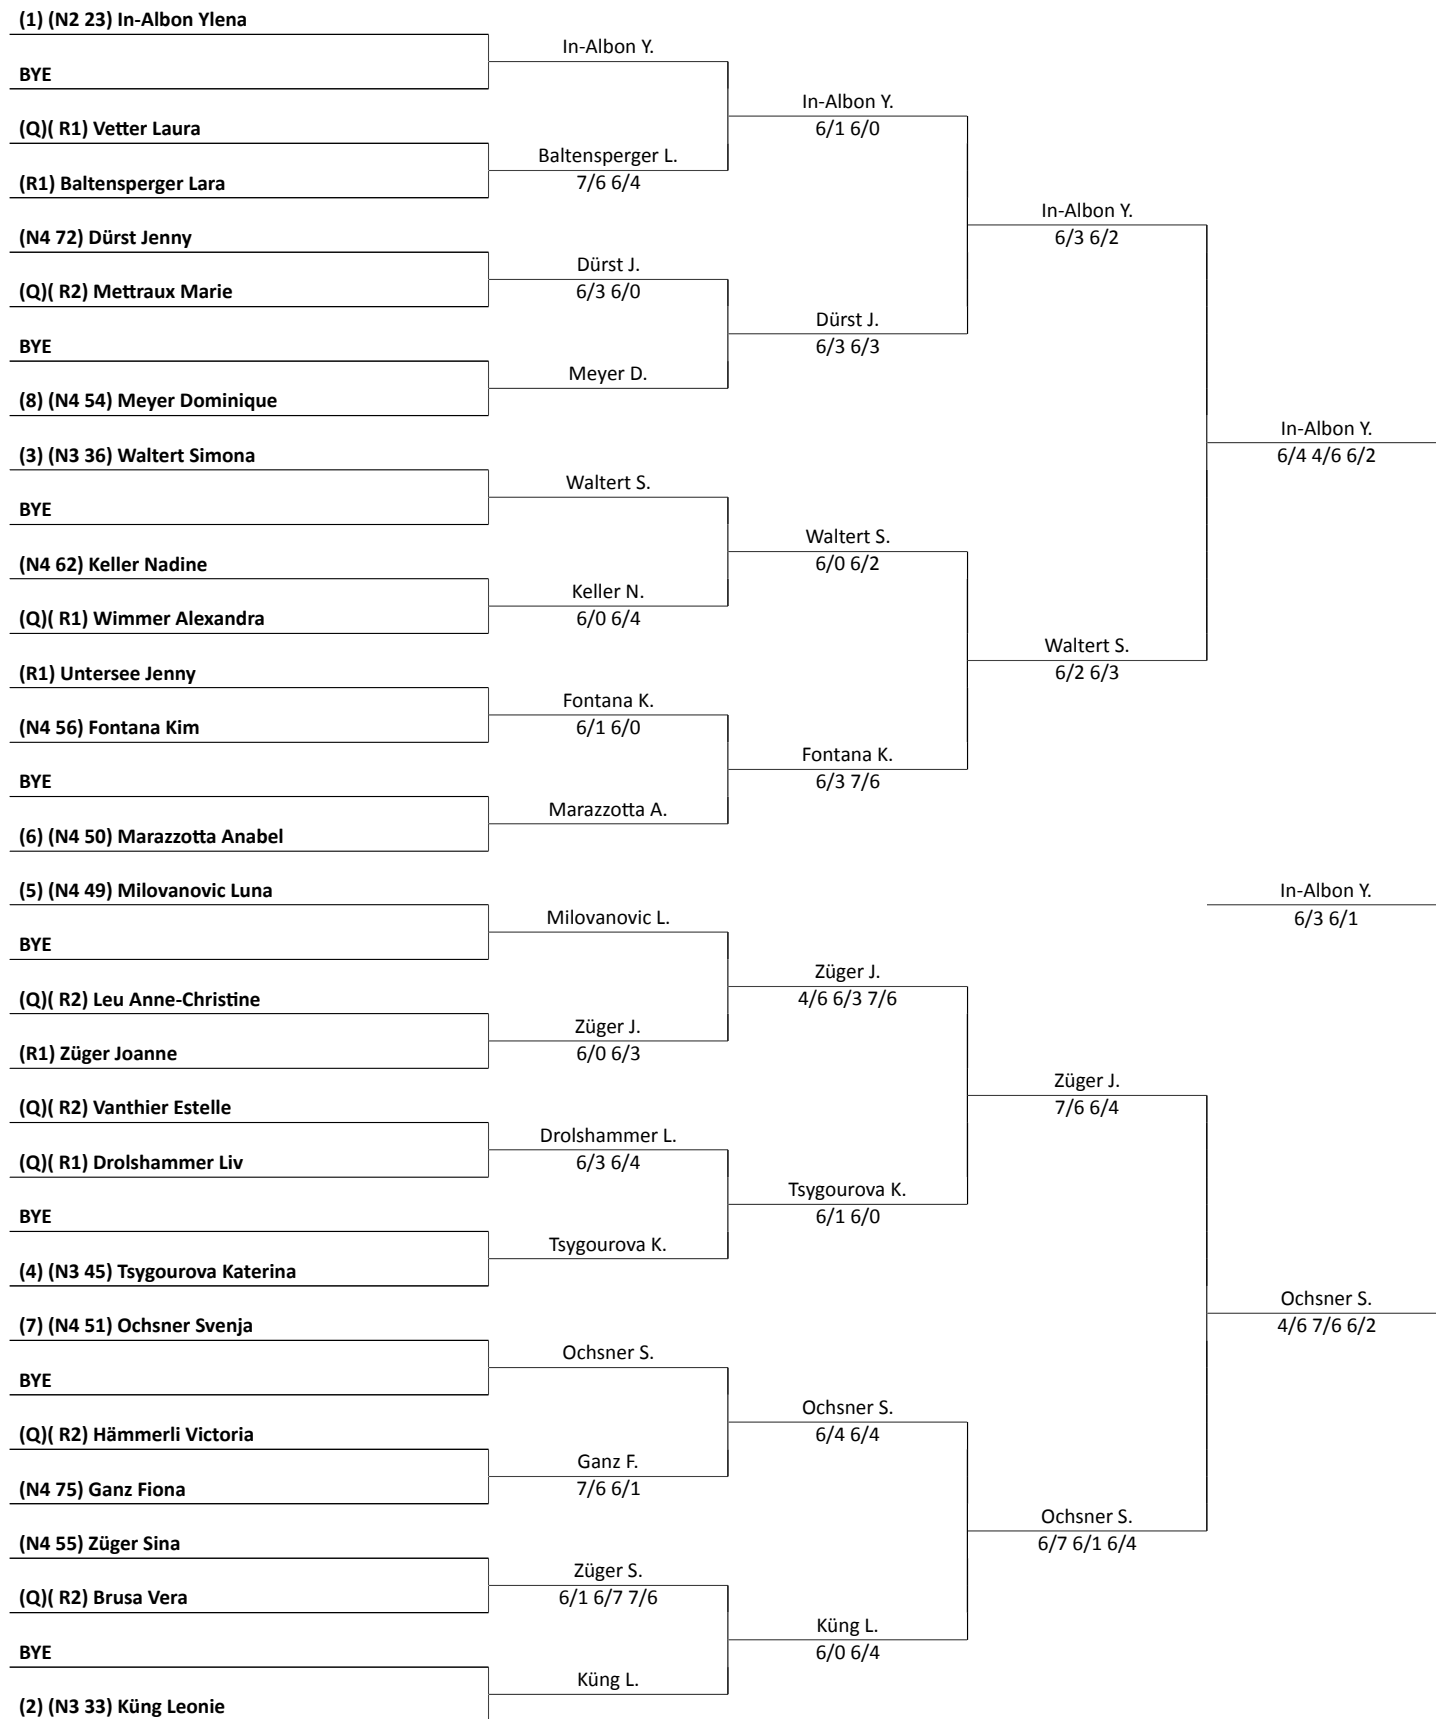 (1) (N2 23) In-Albon Ylena
In-Albon Y.
BYE
In-Albon Y.
6/1 6/0
(Q)( R1) Vetter Laura
Baltensperger L.
7/6 6/4
(R1) Baltensperger Lara
In-Albon Y.
6/3 6/2
(N4 72) Dürst Jenny
Dürst J.
6/3 6/0
(Q)( R2) Mettraux Marie
Dürst J.
6/3 6/3
BYE
Meyer D.
(8) (N4 54) Meyer Dominique
In-Albon Y.
6/4 4/6 6/2
(3) (N3 36) Waltert Simona
Waltert S.
BYE
Waltert S.
6/0 6/2
(N4 62) Keller Nadine
Keller N.
6/0 6/4
(Q)( R1) Wimmer Alexandra
Waltert S.
6/2 6/3
(R1) Untersee Jenny
Fontana K.
6/1 6/0
(N4 56) Fontana Kim
Fontana K.
6/3 7/6
BYE
Marazzotta A.
(6) (N4 50) Marazzotta Anabel
(5) (N4 49) Milovanovic Luna
In-Albon Y.
6/3 6/1
Milovanovic L.
BYE
Züger J.
4/6 6/3 7/6
(Q)( R2) Leu Anne-Christine
Züger J.
6/0 6/3
(R1) Züger Joanne
Züger J.
7/6 6/4
(Q)( R2) Vanthier Estelle
Drolshammer L.
6/3 6/4
(Q)( R1) Drolshammer Liv
Tsygourova K.
6/1 6/0
BYE
Tsygourova K.
(4) (N3 45) Tsygourova Katerina
Ochsner S.
4/6 7/6 6/2
(7) (N4 51) Ochsner Svenja
Ochsner S.
BYE
Ochsner S.
6/4 6/4
(Q)( R2) Hämmerli Victoria
Ganz F.
7/6 6/1
(N4 75) Ganz Fiona
Ochsner S.
6/7 6/1 6/4
(N4 55) Züger Sina
Züger S.
6/1 6/7 7/6
(Q)( R2) Brusa Vera
Küng L.
6/0 6/4
BYE
Küng L.
(2) (N3 33) Küng Leonie